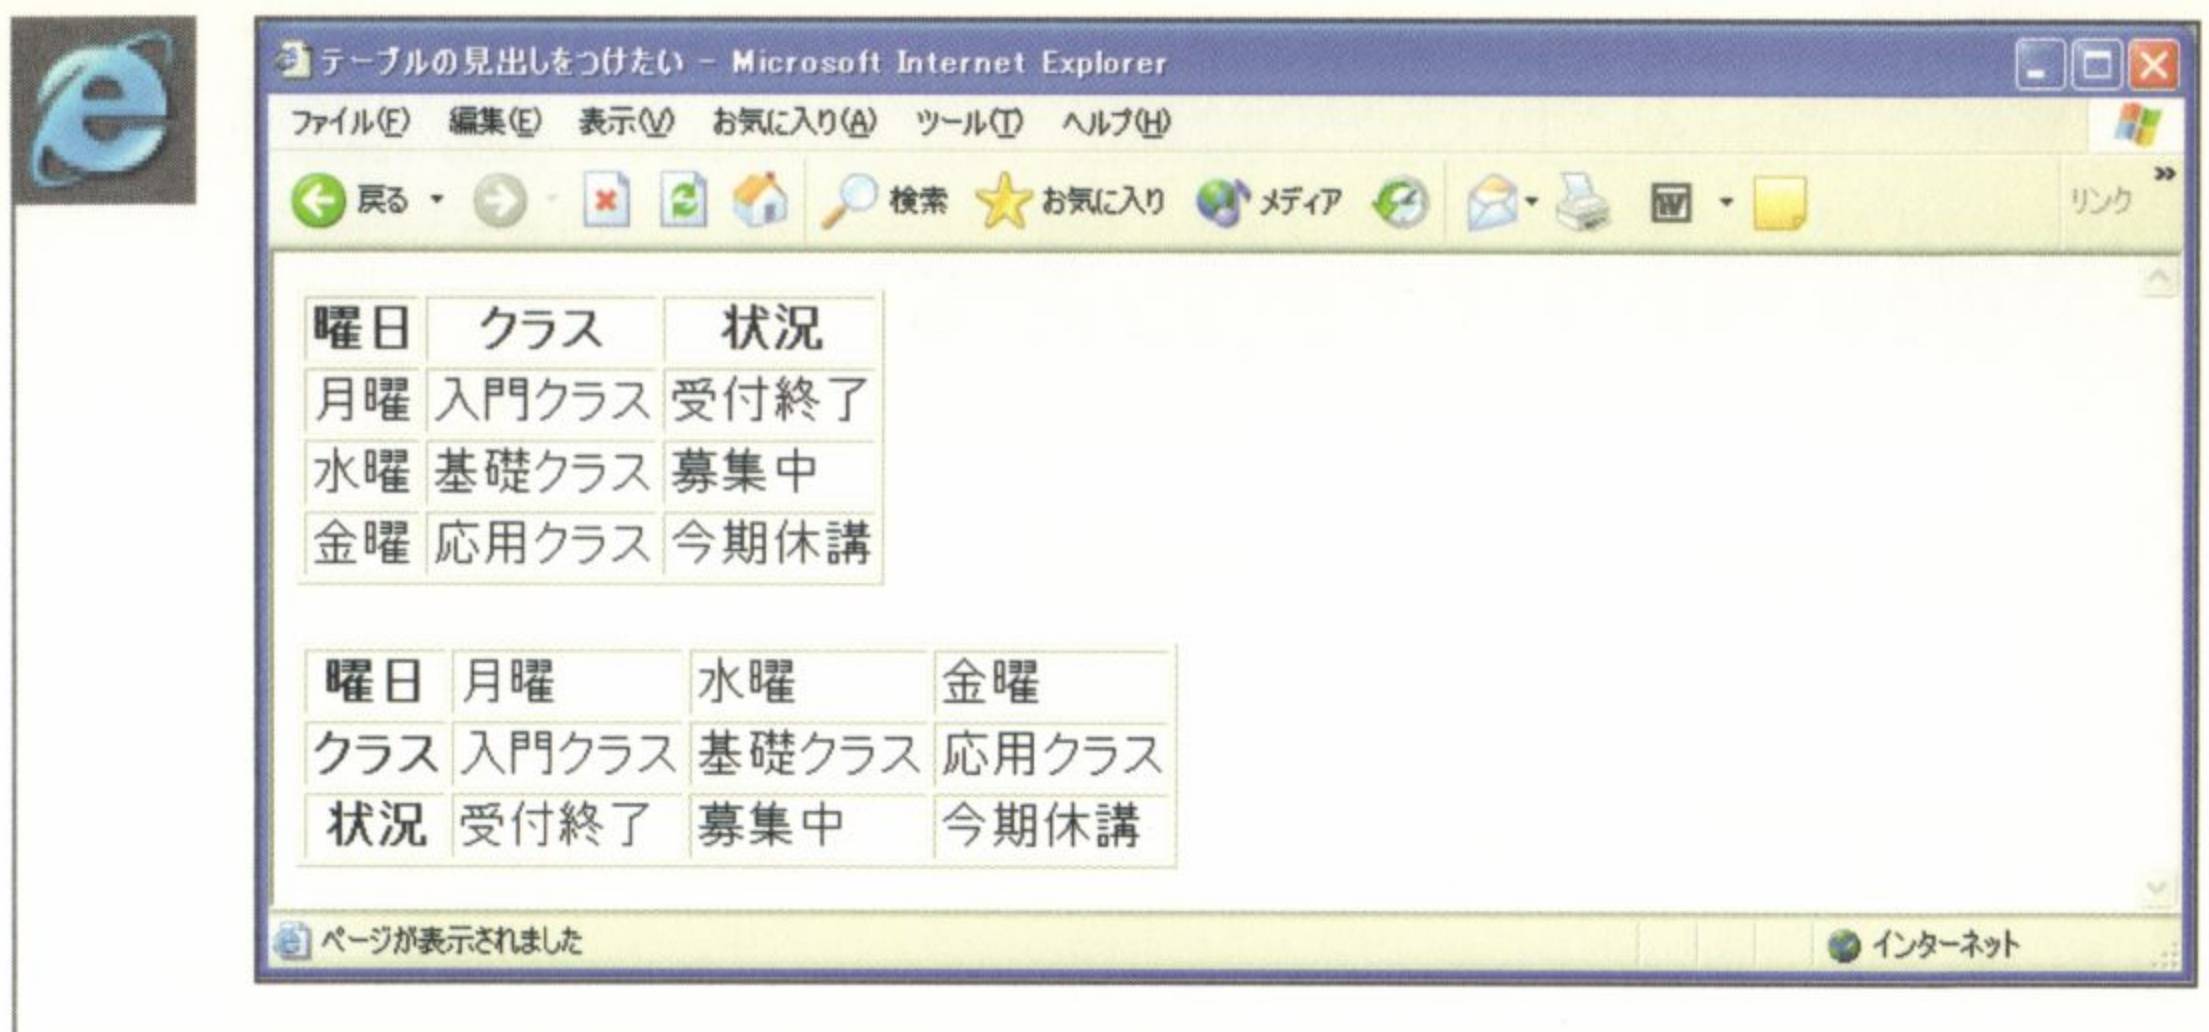 テーブルの見出しをつけたい - Microsoft Internet Explorer
ファイル(F) 編集(E) 表示(V) お気に入り(A) ツール(T) ヘルプ(H)
戻る 検索 お気に入り メディア W リンク »
曜日 クラス 状況
月曜 入門クラス 受付終了
水曜 基礎クラス 募集中
金曜 応用クラス 今期休講
曜日 月曜 水曜 金曜
クラス 入門クラス 基礎クラス 応用クラス
状況 受付終了 募集中 今期休講
ページが表示されました インターネット